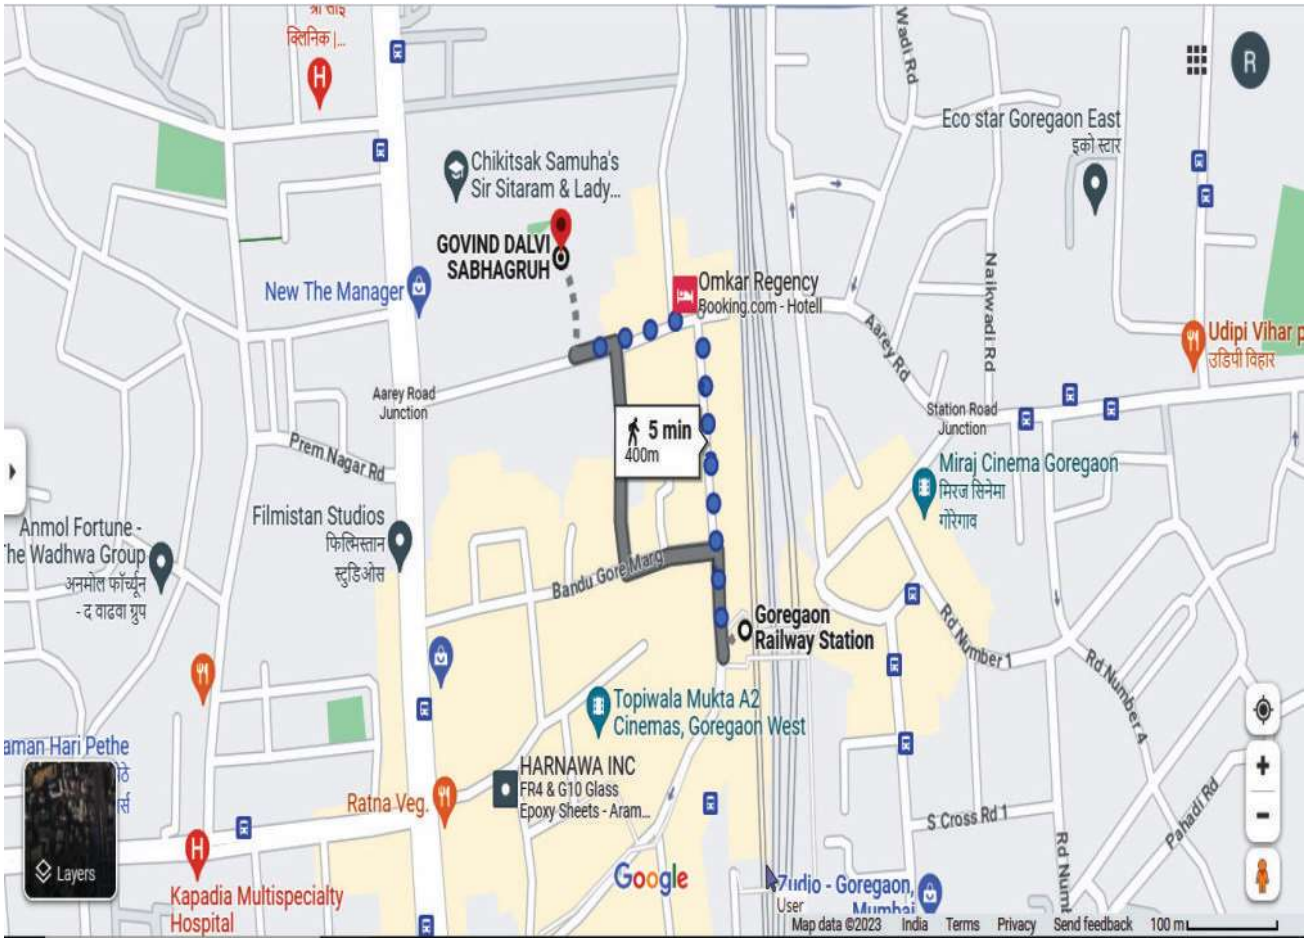 श्री साई
क्लिनिक |...
H
Wadi Rd
R
Eco star Goregaon East
इको स्टार
Chikitsak Samuha's
Sir Sitaram & Lady...
GOVIND DALVI
SABHAGRUH
New The Manager
Omkar Regency
Booking.com - Hotell
Naikwadi Rd
Aarey Rd
Udipi Vihar p
उडिपी विहार
Aarey Road
Junction
Station Road
Junction
5 min
400m
Prem Nagar Rd
Miraj Cinema Goregaon
मिरज सिनेमा
गोरेगाव
Filmistan Studios
फिल्मिस्तान
स्टुडिओस
Anmol Fortune -
The Wadhwa Group
अनमोल फॉर्च्यून
- द वाढवा ग्रुप
Bandu Gore Marg
Goregaon
Railway Station
Rd Number 1
Rd Number 4
Topiwala Mukta A2
Cinemas, Goregaon West
aman Hari Pethe
ठे
र्स
HARNAWA INC
FR4 & G10 Glass
Epoxy Sheets - Aram...
Ratna Veg.
S Cross Rd 1
Pahadi Rd
Rd Numb
Layers
H
Kapadia Multispecialty
Hospital
Google
Zudio - Goregaon,
Mumbai
User
Map data ©2023 India Terms Privacy Send feedback 100 m